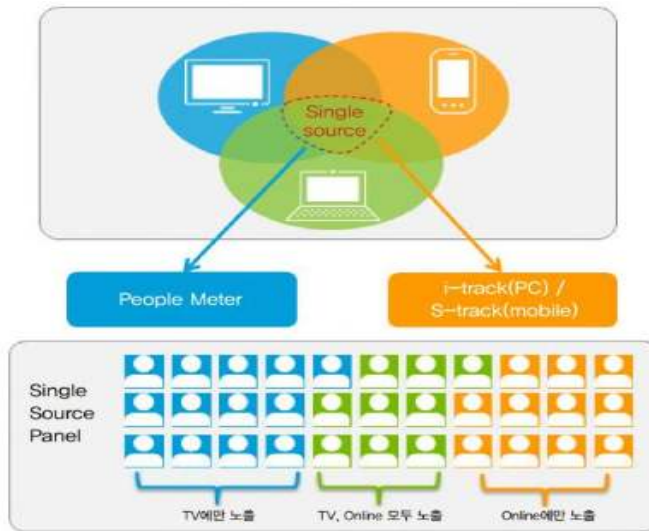 Single
source
People Meter
i-track(PC) /
S-track(mobile)
Single
Source
Panel
TV에만 노출
TV, Online 모두 노출
Online에만 노출